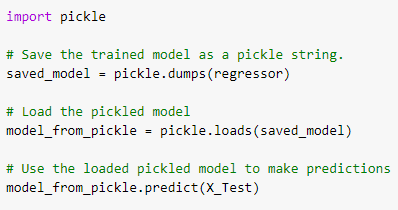 import pickle
# Save the trained model as a pickle string.
saved_model = pickle.dumps(regressor)
# Load the pickled model
model_from_pickle = pickle.loads(saved_model)
# Use the loaded pickled model to make predictions
model_from_pickle.predict(X_Test)